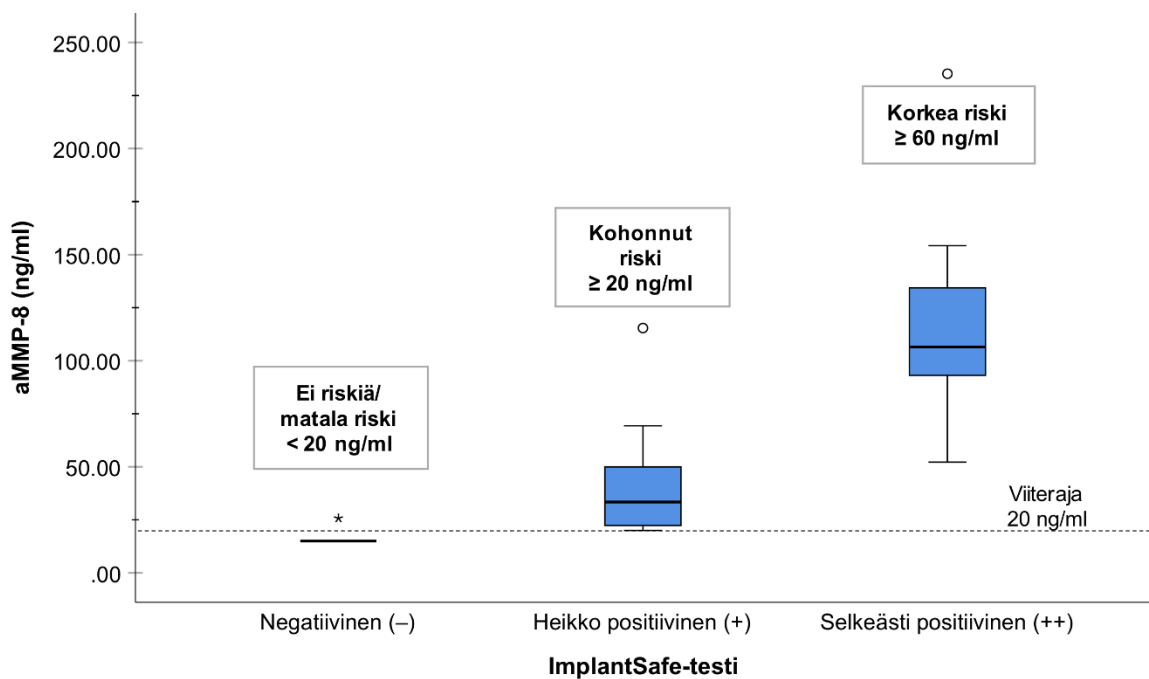 250.00
200.00
150.00
100.00
50.00
.00
aMMP-8 (ng/ml)
Korkea riski
≥ 60 ng/ml
Kohonnut
riski
≥ 20 ng/ml
Ei riskiä/
matala riski
< 20 ng/ml
*
Viiteraja
20 ng/ml
Negatiivinen (–)
Heikko positiivinen (+)
Selkeästi positiivinen (++)
ImplantSafe-testi